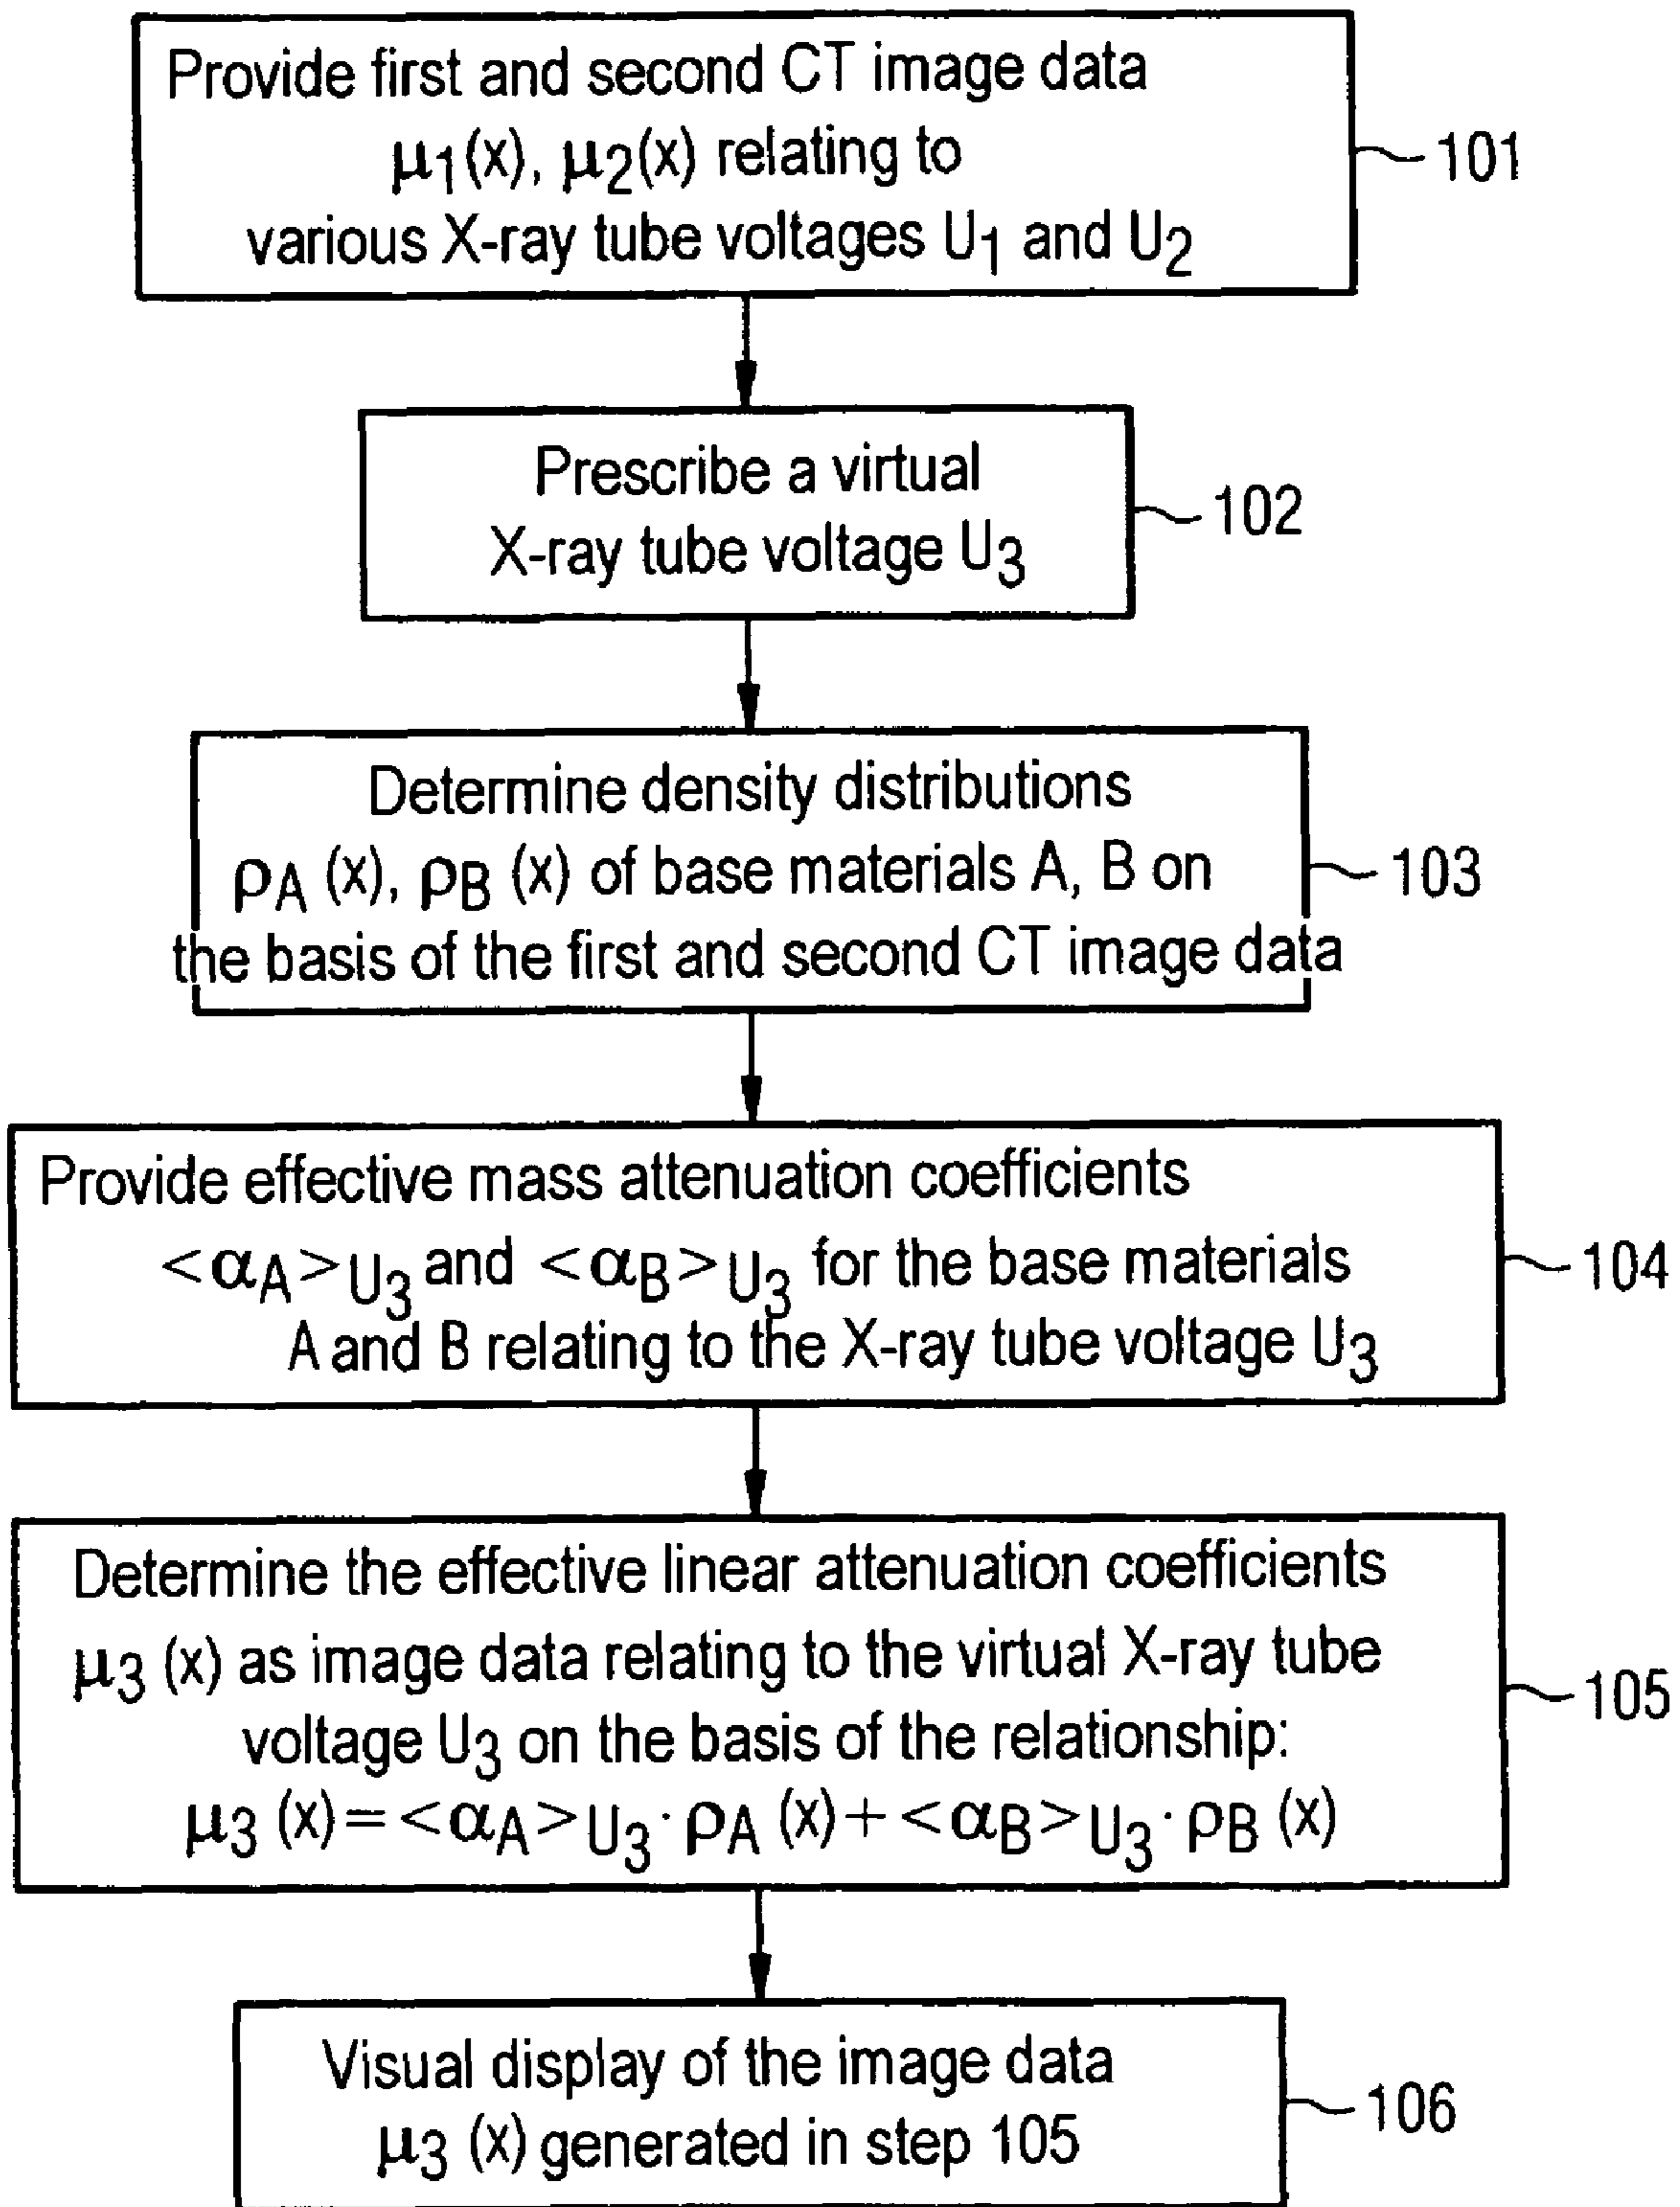 Provide first and second CT image data
μ1(x), μ2(x) relating to
various X-ray tube voltages U1 and U2
101
Prescribe a virtual
X-ray tube voltage U3
102
Determine density distributions
ρA (x), ρB (x) of base materials A, B on
the basis of the first and second CT image data
103
Provide effective mass attenuation coefficients
<αA>U3 and <αB>U3 for the base materials
A and B relating to the X-ray tube voltage U3
104
Determine the effective linear attenuation coefficients
μ3 (x) as image data relating to the virtual X-ray tube
voltage U3 on the basis of the relationship:
μ3 (x)=<αA>U3·ρA (x)+<αB>U3·ρB (x)
105
Visual display of the image data
μ3 (x) generated in step 105
106